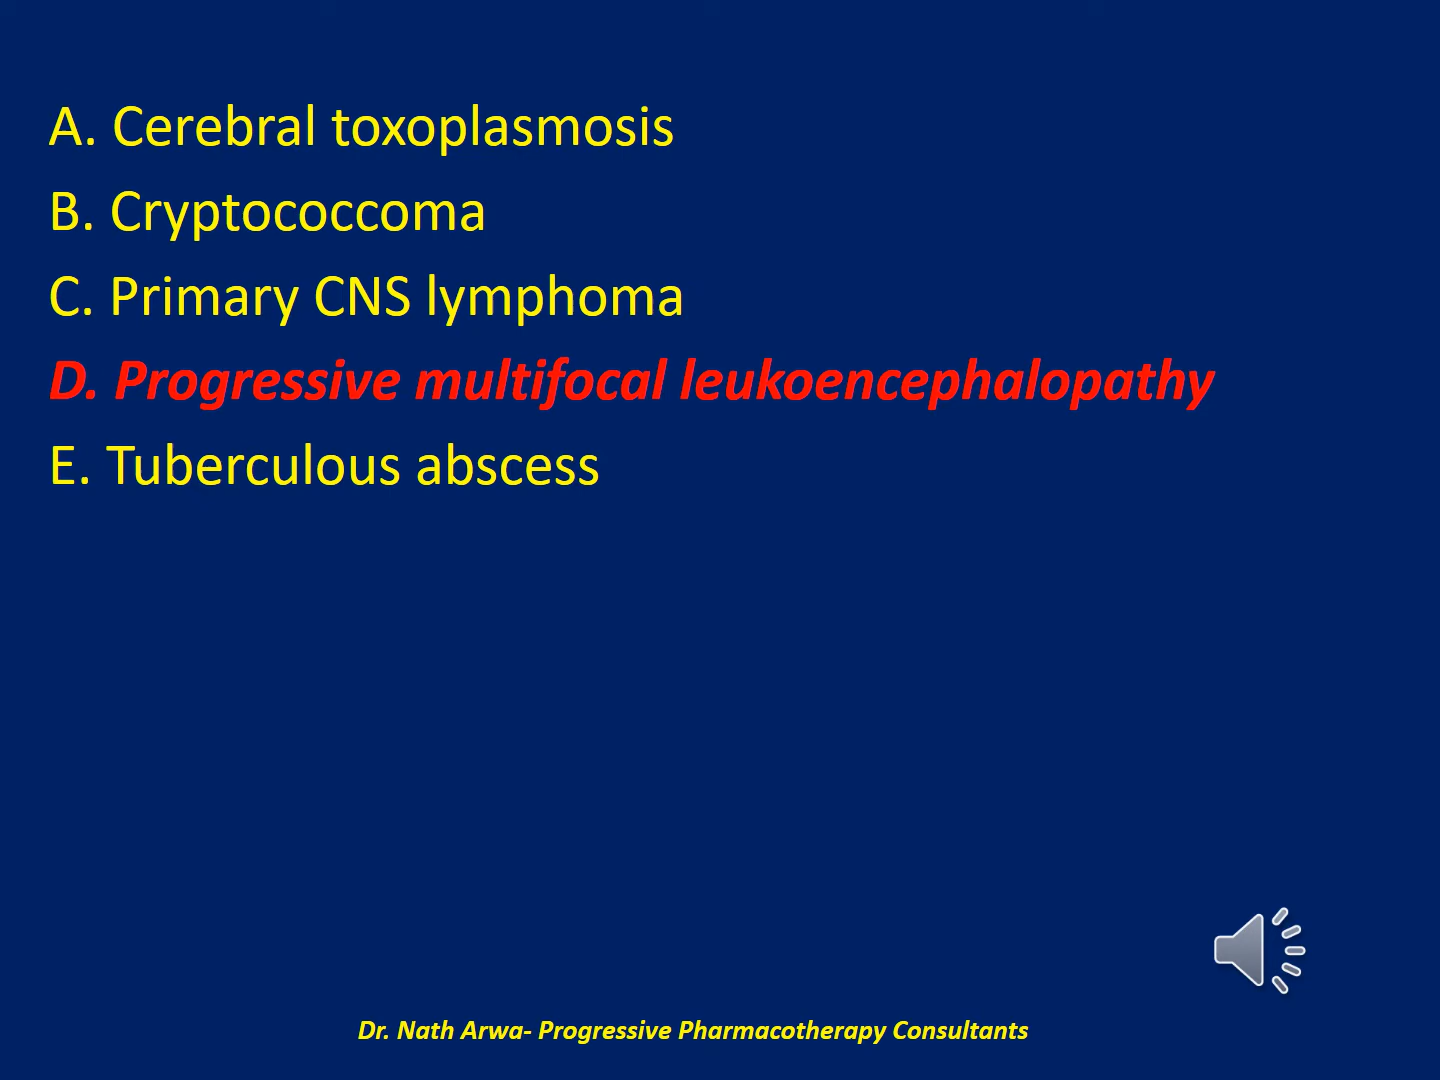 A. Cerebral toxoplasmosis
B. Cryptococcoma
C. Primary CNS lymphoma
D. Progressive multifocal leukoencephalopathy
E. Tuberculous abscess
Dr. Nath Arwa- Progressive Pharmacotherapy Consultants